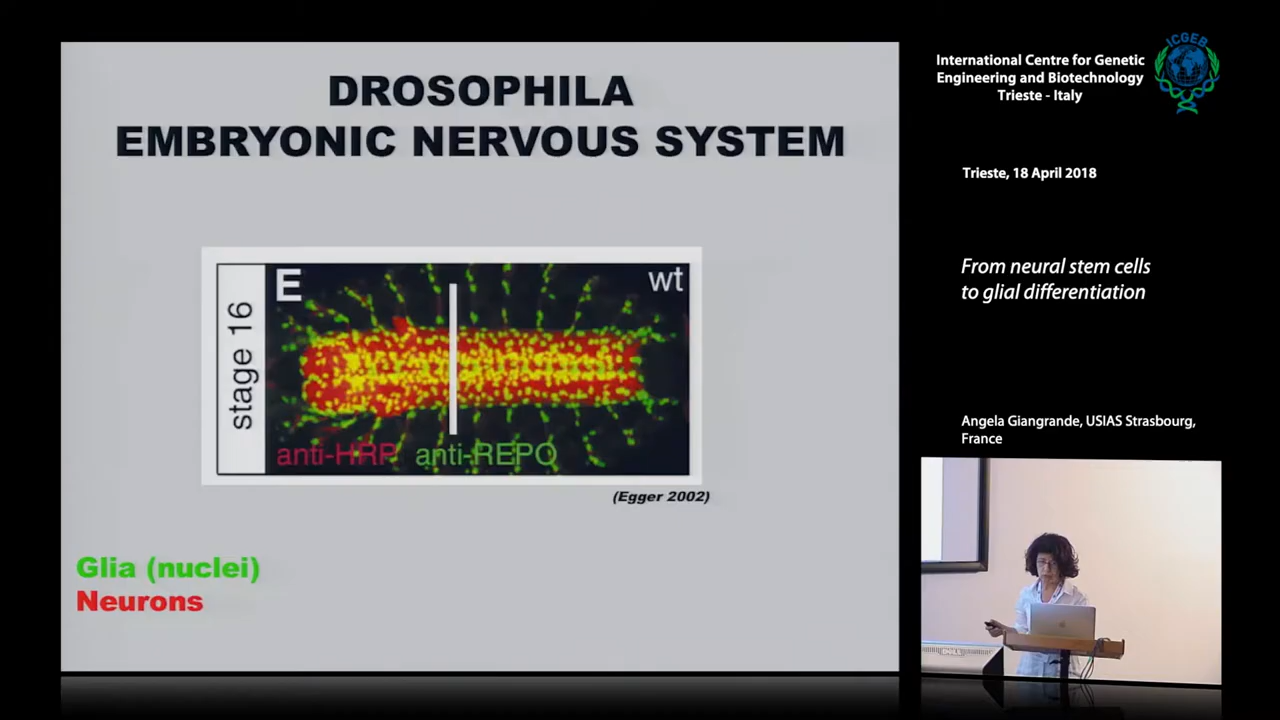 DROSOPHILA
EMBRYONIC NERVOUS SYSTEM
stage 16
E
wt
anti-HRP anti-REPO
(Egger 2002)
Glia (nuclei)
Neurons
International Centre for Genetic
Engineering and Biotechnology
Trieste - Italy
ICGEB
Trieste, 18 April 2018
From neural stem cells
to glial differentiation
Angela Giangrande, USIAS Strasbourg,
France